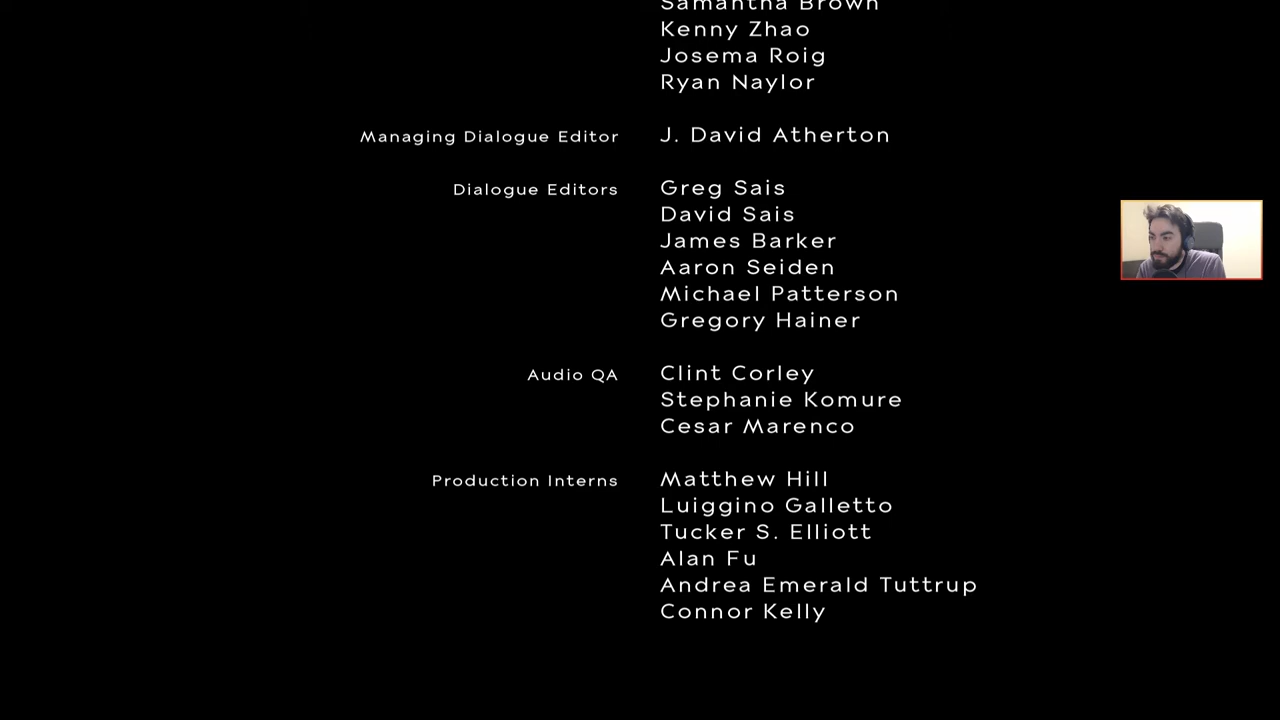 Samantha Brown
Kenny Zhao
Josema Roig
Ryan Naylor
Managing Dialogue Editor J. David Atherton
Dialogue Editors Greg Sais
David Sais
James Barker
Aaron Seiden
Michael Patterson
Gregory Hainer
Audio QA Clint Corley
Stephanie Komure
Cesar Marenco
Production Interns Matthew Hill
Luiggino Galletto
Tucker S. Elliott
Alan Fu
Andrea Emerald Tuttrup
Connor Kelly